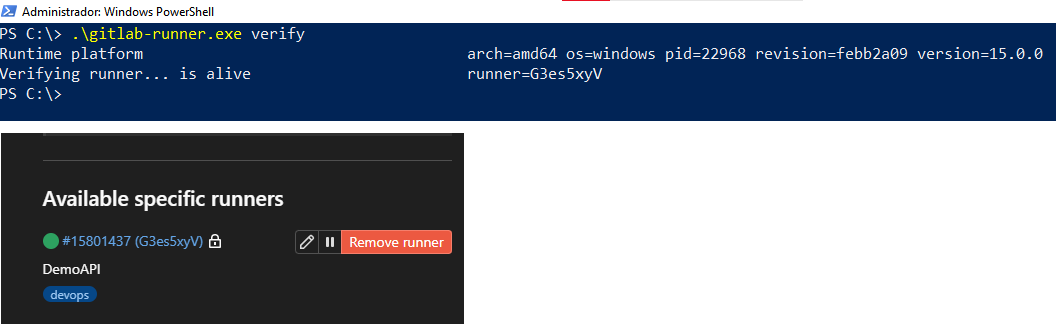 Administrador: Windows PowerShell
PS C:\> .\gitlab-runner.exe verify
Runtime platform arch=amd64 os=windows pid=22968 revision=febb2a09 version=15.0.0
Verifying runner... is alive runner=G3es5xyV
PS C:\>
Available specific runners
#15801437 (G3es5xyV) Remove runner
DemoAPI
devops